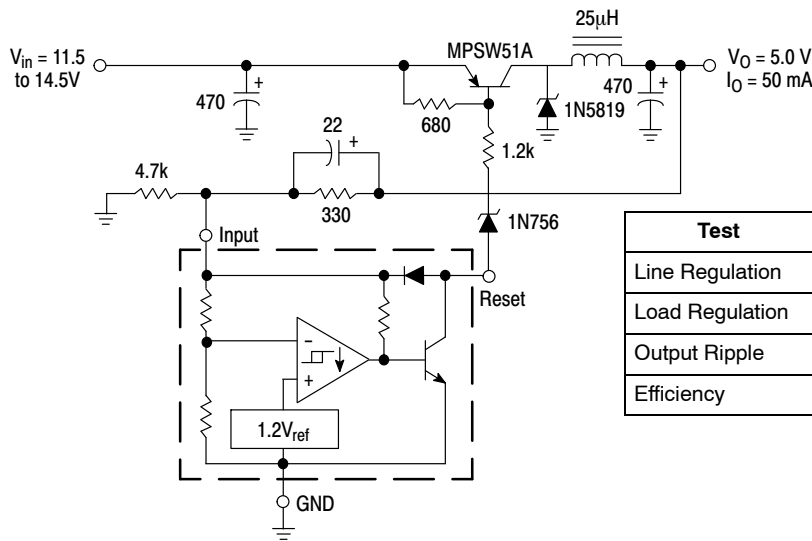 25μH
MPSW51A
Vin = 11.5
to 14.5V
VO = 5.0 V
IO = 50 mA
470
+
680
1N5819
470
+
22
+
1.2k
4.7k
330
1N756
Input
Reset
−
+
1.2Vref
GND
Test
Line Regulation
Load Regulation
Output Ripple
Efficiency